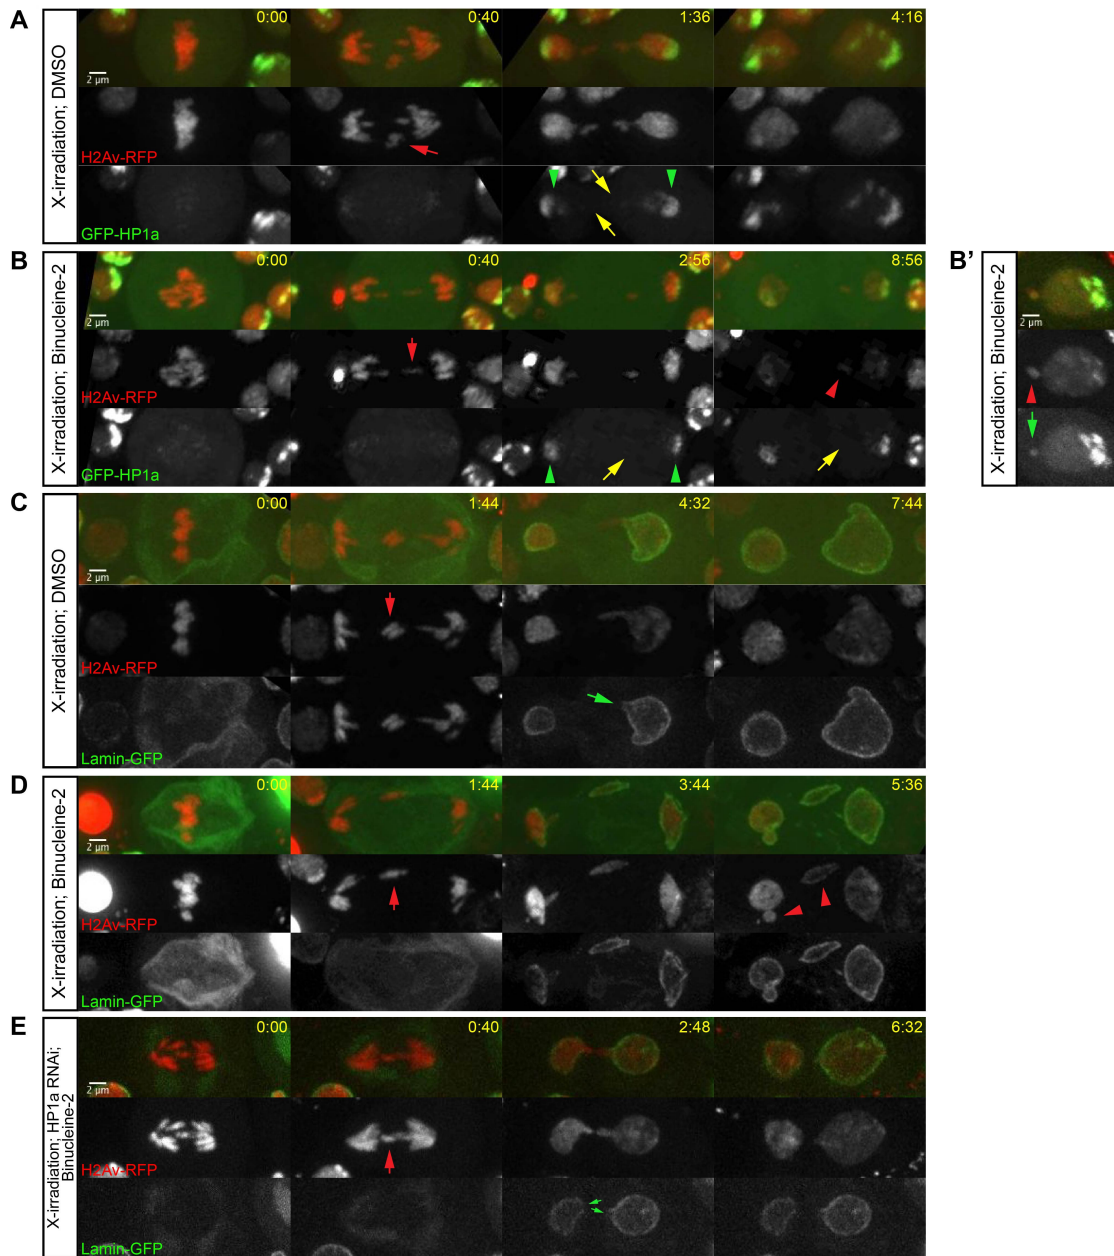 A
X-irradiation; DMSO
0:00
0:40
1:36
4:16
2 µm
H2Av-RFP
GFP-HP1a
B
X-irradiation; Binucleine-2
0:00
0:40
2:56
8:56
2 µm
H2Av-RFP
GFP-HP1a
B’
X-irradiation; Binucleine-2
2 µm
C
X-irradiation; DMSO
0:00
1:44
4:32
7:44
2 µm
H2Av-RFP
Lamin-GFP
D
X-irradiation; Binucleine-2
0:00
1:44
3:44
5:36
2 µm
H2Av-RFP
Lamin-GFP
E
X-irradiation; HP1a RNAi;
Binucleine-2
0:00
0:40
2:48
6:32
2 µm
H2Av-RFP
Lamin-GFP